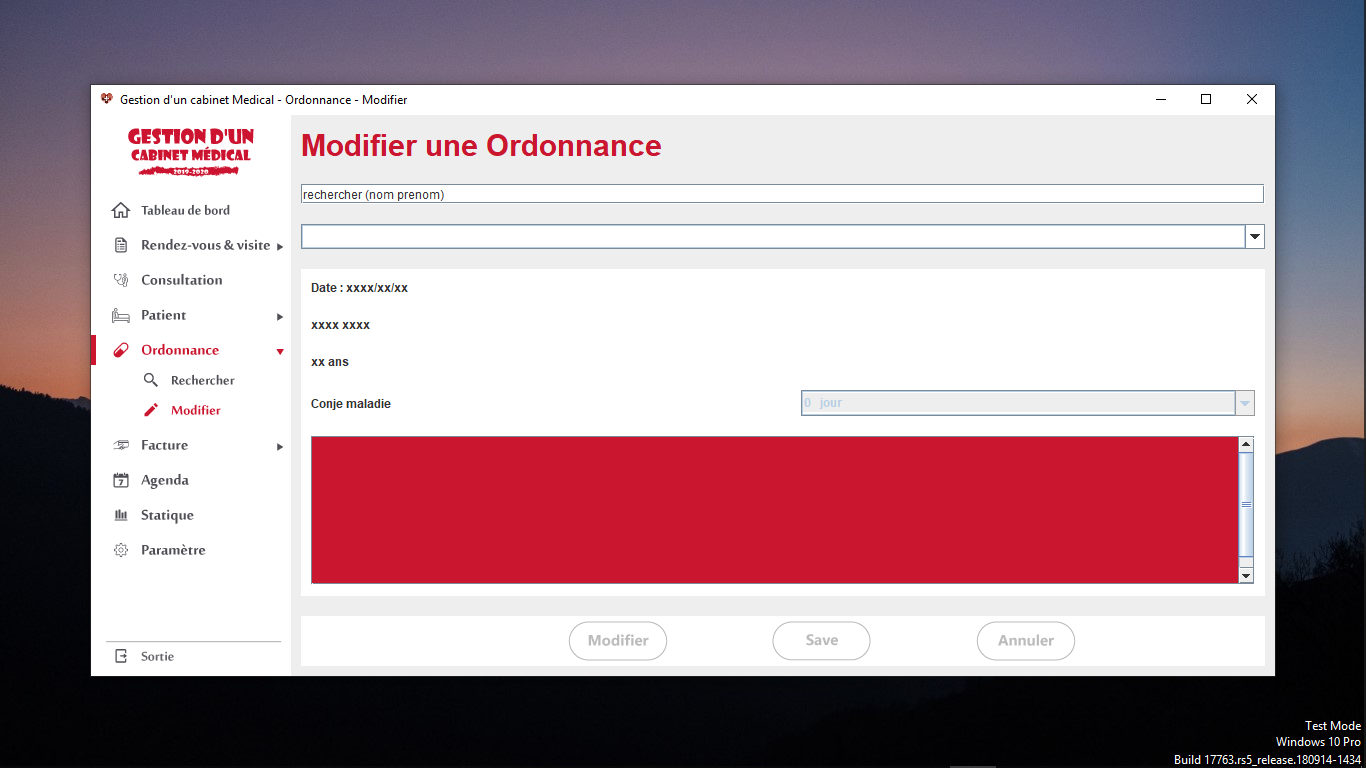 Gestion d'un cabinet Medical - Ordonnance - Modifier
GESTION D'UN
CABINET MÉDICAL
2019-2020
Tableau de bord
Rendez-vous & visite
Consultation
Patient
Ordonnance
Rechercher
Modifier
Facture
7
Agenda
Statique
Paramètre
Sortie
Modifier une Ordonnance
rechercher (nom prenom)
Date : xxxx/xx/xx
xxxx xxxx
xx ans
Conje maladie
0 jour
Modifier
Save
Annuler
Test Mode
Windows 10 Pro
Build 17763.rs5_release.180914-1434